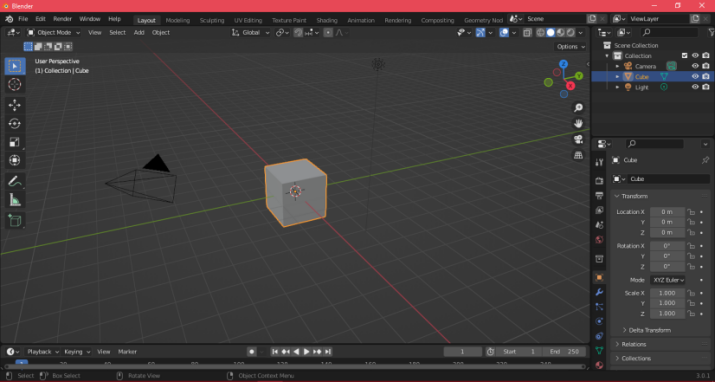 Blender
File Edit Render Window Help Layout Modeling Sculpting UV Editing Texture Paint Shading Animation Rendering Compositing Geometry Nod Scene ViewLayer
Object Mode View Select Add Object Global
Options
User Perspective
(1) Collection | Cube
Z
Y
X
Scene Collection
Collection
Camera
Cube
Light
Cube
Cube
Transform
Location X 0 m
Y 0 m
Z 0 m
Rotation X 0°
Y 0°
Z 0°
Mode XYZ Euler
Scale X 1.000
Y 1.000
Z 1.000
Delta Transform
Relations
Collections
Playback Keying View Marker 1 Start 1 End 250
Select Box Select Rotate View Object Context Menu 3.0.1